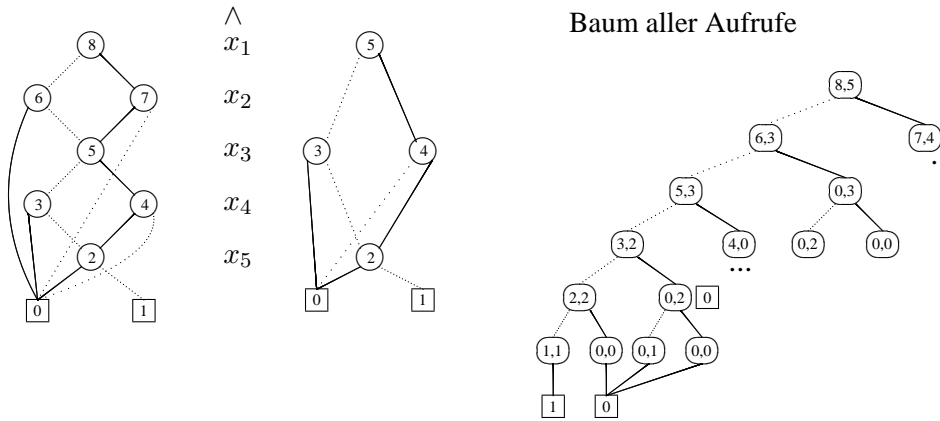 Baum aller Aufrufe
^
8 x₁ 5
8,5
6 7 x₂
6,3 7,4
5 x₃ 3 4
5,3 0,3
3 4 x₄
3,2 4,0 0,2 0,0
2 x₅ 2
...
2,2 0,2 0
0 1 0 1
1,1 0,0 0,1 0,0
1 0